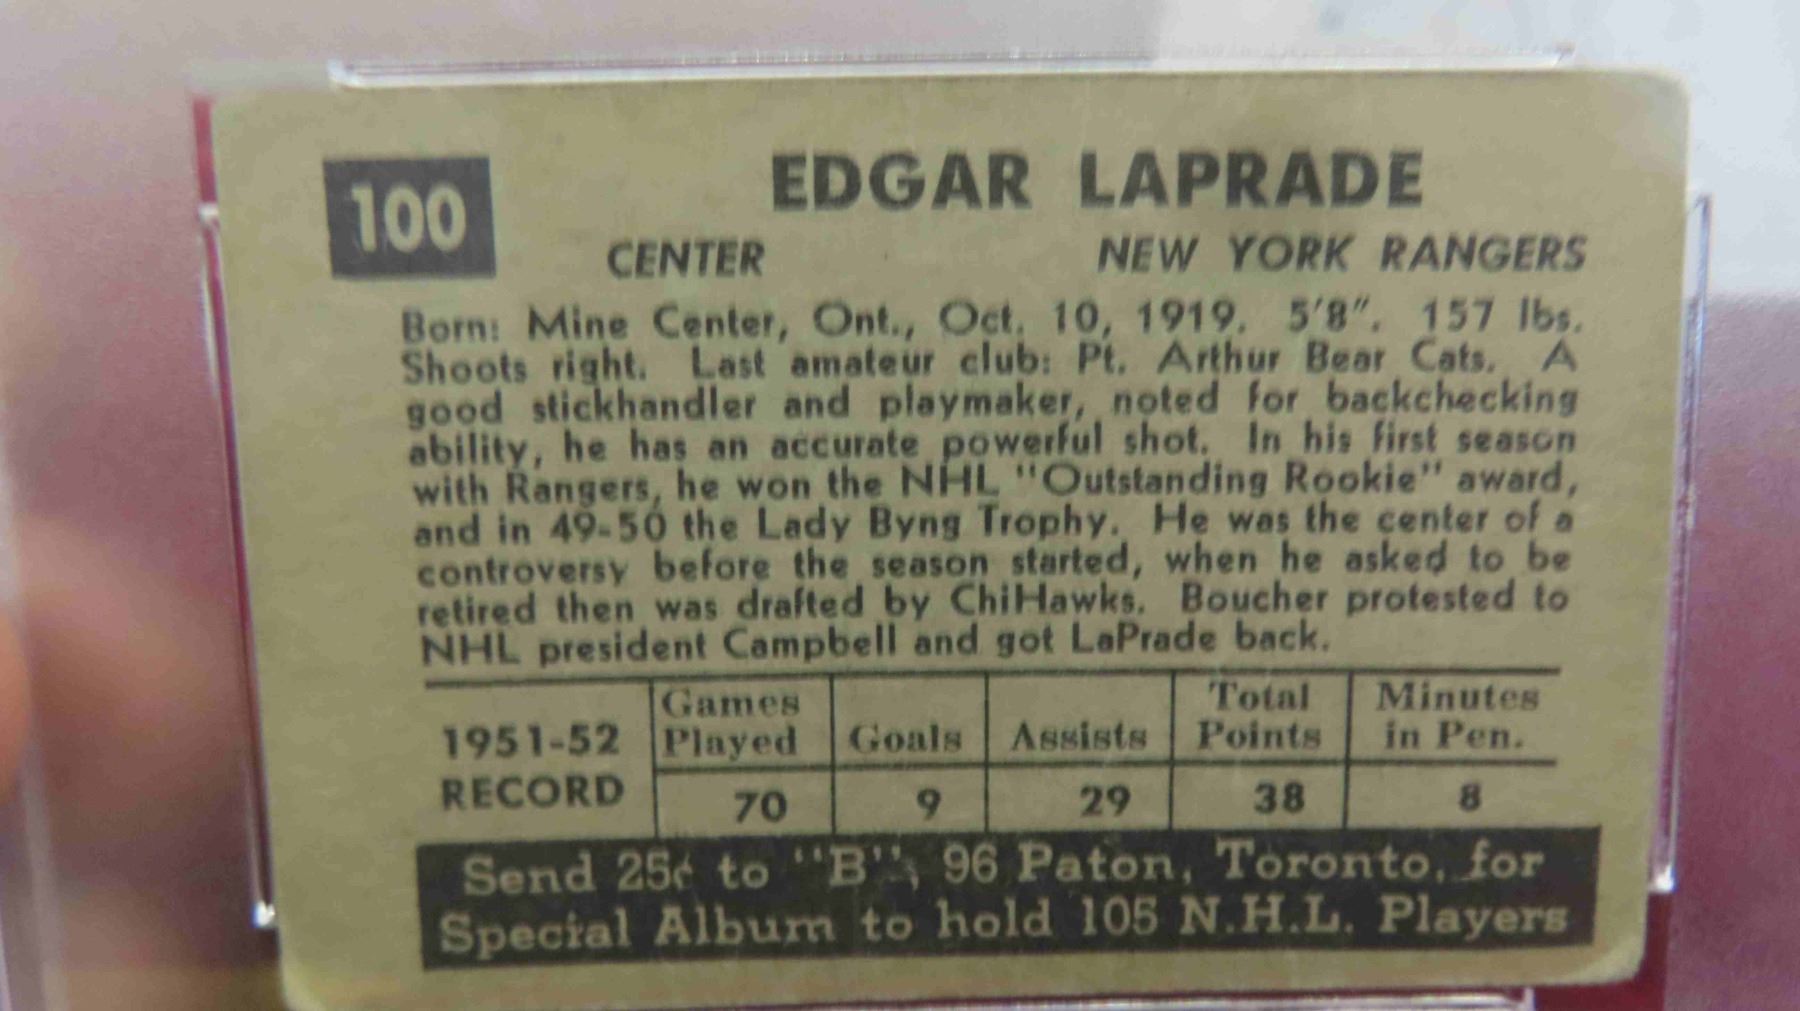 100
EDGAR LAPRADE
CENTER NEW YORK RANGERS
Born: Mine Center, Ont., Oct. 10, 1919. 5'8". 157 lbs.
Shoots right. Last amateur club: Pt. Arthur Bear Cats. A
good stickhandler and playmaker, noted for backchecking
ability, he has an accurate powerful shot. In his first season
with Rangers, he won the NHL "Outstanding Rookie" award,
and in 49-50 the Lady Byng Trophy. He was the center of a
controversy before the season started, when he asked to be
retired then was drafted by ChiHawks. Boucher protested to
NHL president Campbell and got LaPrade back.
1951-52 RECORD
Games Played Goals Assists Total Points Minutes in Pen.
70 9 29 38 8
Send 25¢ to "B", 96 Paton, Toronto, for
Special Album to hold 105 N.H.L. Players